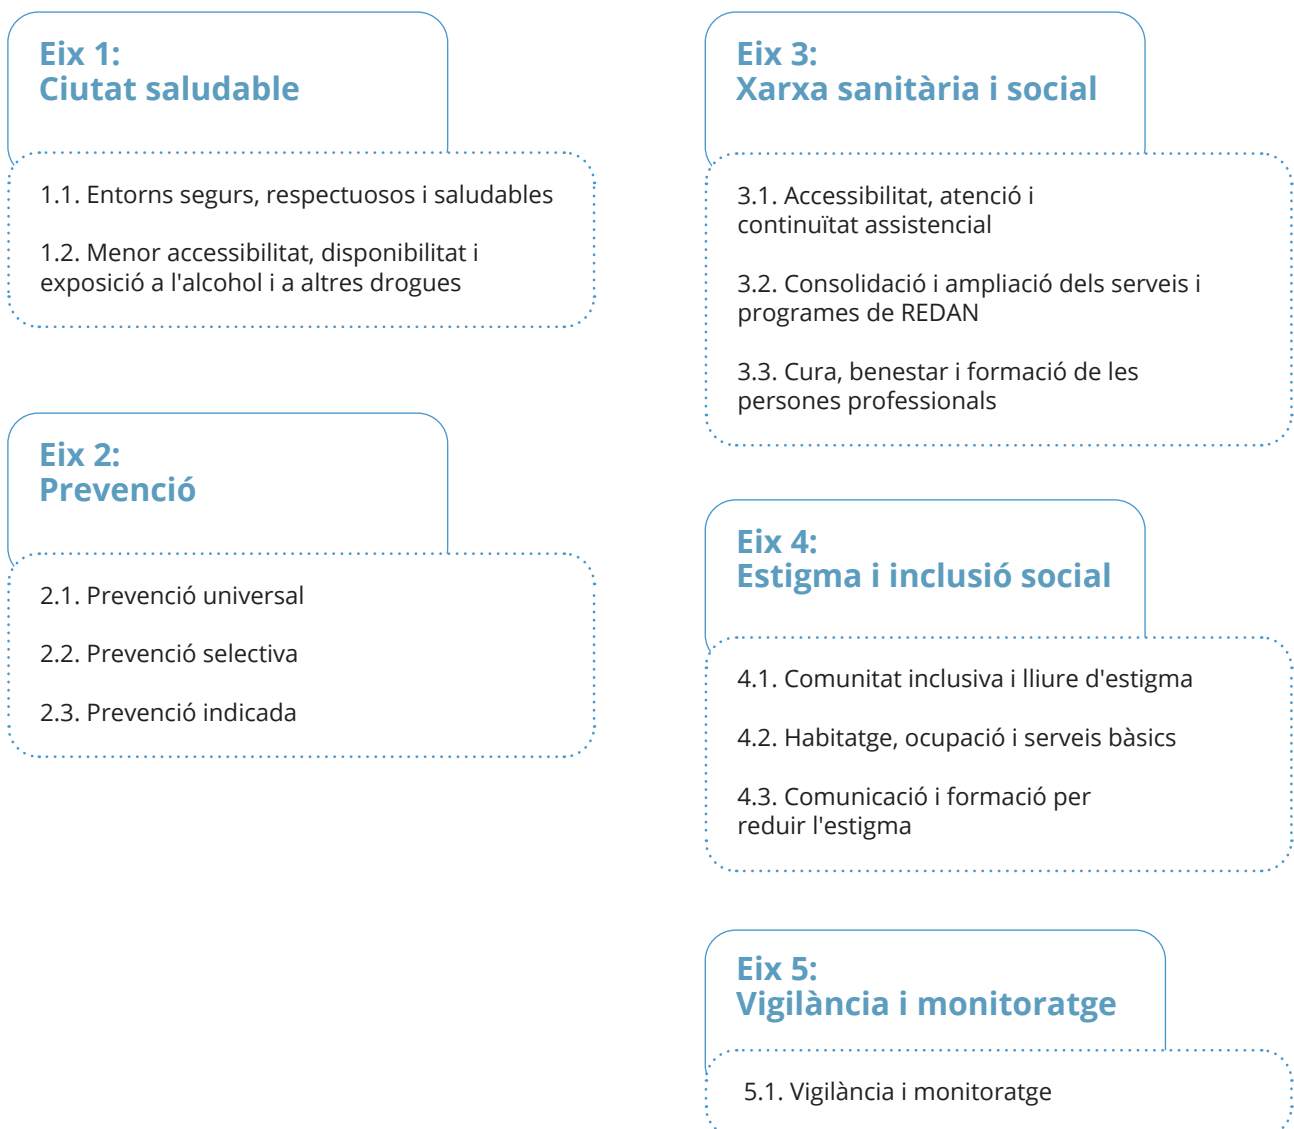 Eix 1:
Ciutat saludable
1.1. Entorns segurs, respectuosos i saludables
1.2. Menor accessibilitat, disponibilitat i
exposició a l'alcohol i a altres drogues
Eix 2:
Prevenció
2.1. Prevenció universal
2.2. Prevenció selectiva
2.3. Prevenció indicada
Eix 3:
Xarxa sanitària i social
3.1. Accessibilitat, atenció i
continuïtat assistencial
3.2. Consolidació i ampliació dels serveis i
programes de REDAN
3.3. Cura, benestar i formació de les
persones professionals
Eix 4:
Estigma i inclusió social
4.1. Comunitat inclusiva i lliure d'estigma
4.2. Habitatge, ocupació i serveis bàsics
4.3. Comunicació i formació per
reduir l'estigma
Eix 5:
Vigilància i monitoratge
5.1. Vigilància i monitoratge